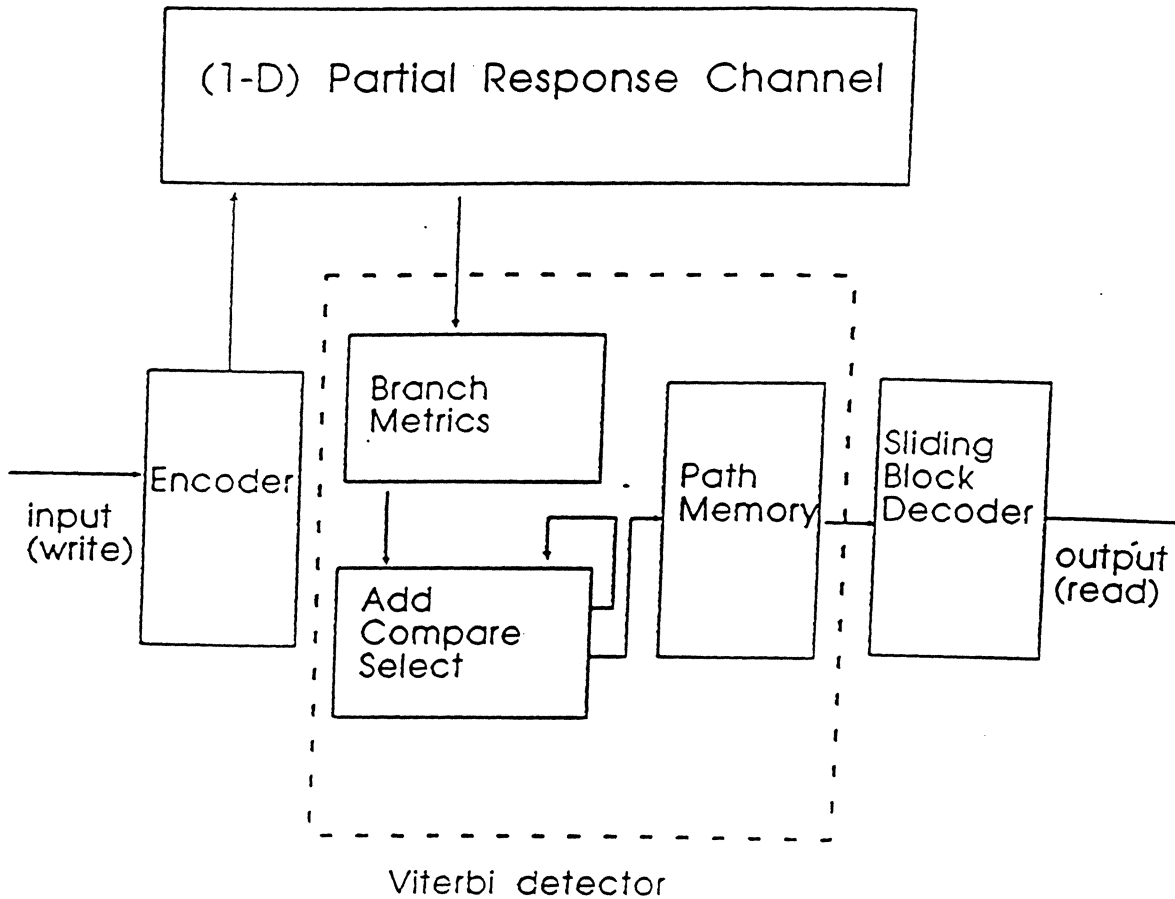 (1-D) Partial Response Channel
Branch
Metrics
Encoder
input
(write)
Add
Compare
Select
Path
Memory
Sliding
Block
Decoder
output
(read)
Viterbi detector